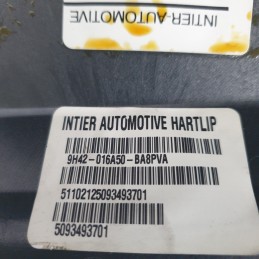 INTIER-AUTOMOTIVE
INTIER AUTOMOTIVE HARTLIP
9H42-016A50-BA8PVA
51102125093493701
5093493701